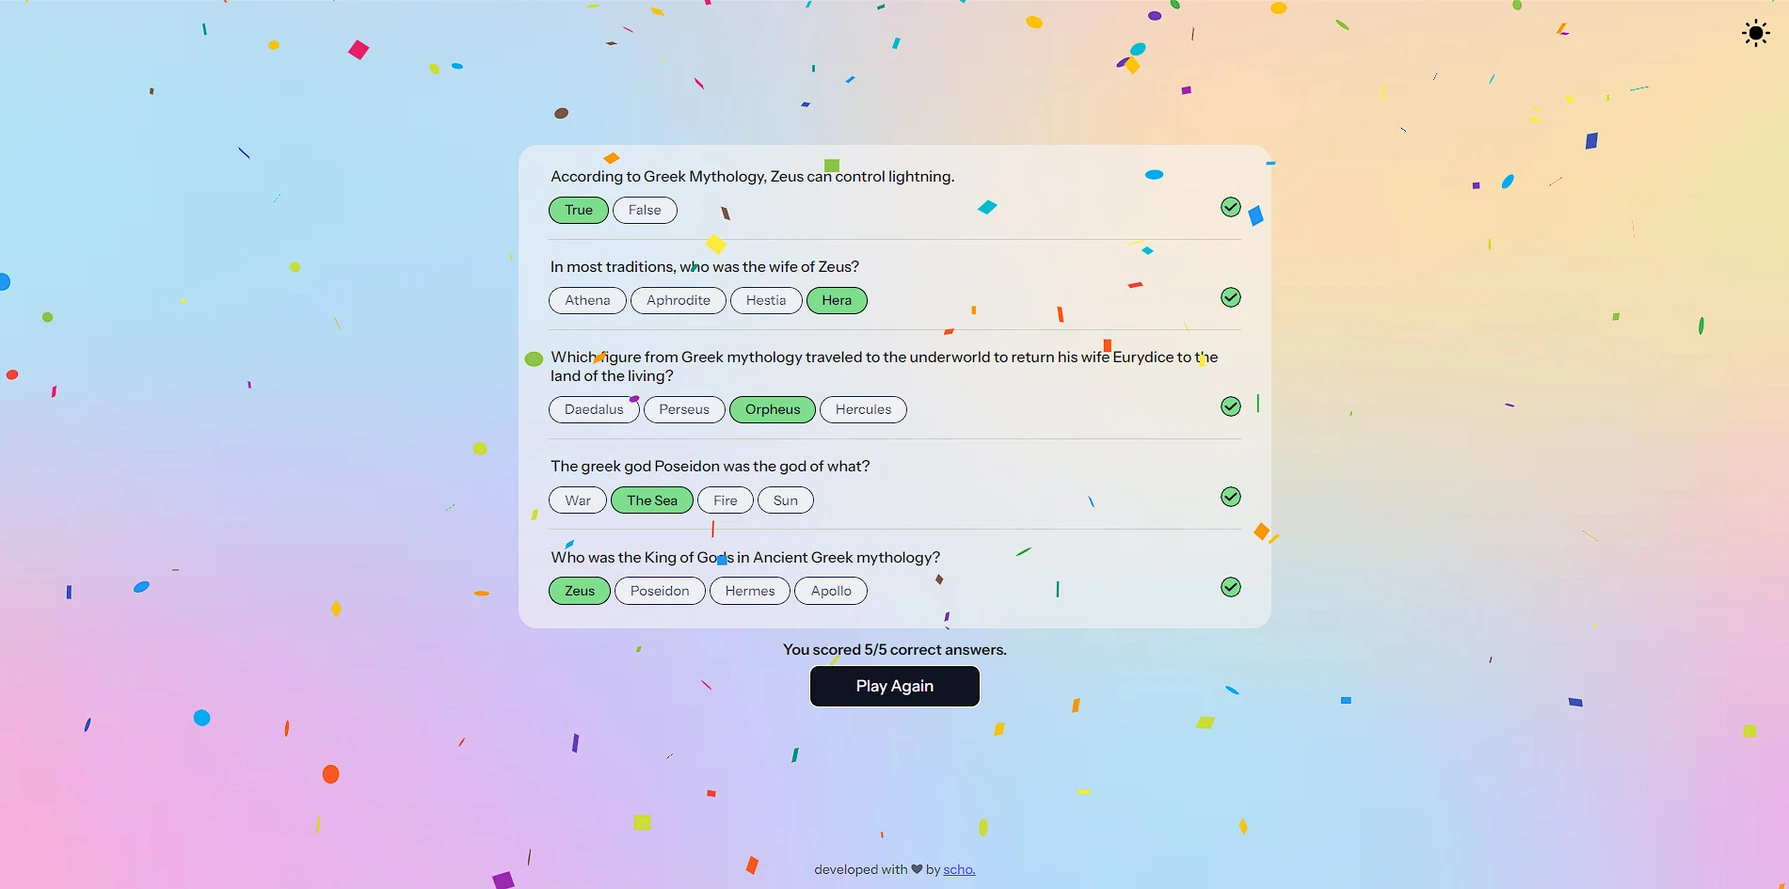 According to Greek Mythology, Zeus can control lightning.
True False
In most traditions, who was the wife of Zeus?
Athena Aphrodite Hestia Hera
Which figure from Greek mythology traveled to the underworld to return his wife Eurydice to the
land of the living?
Daedalus Perseus Orpheus Hercules
The greek god Poseidon was the god of what?
War The Sea Fire Sun
Who was the King of Gods in Ancient Greek mythology?
Zeus Poseidon Hermes Apollo
You scored 5/5 correct answers.
Play Again
developed with 🖤 by scho.